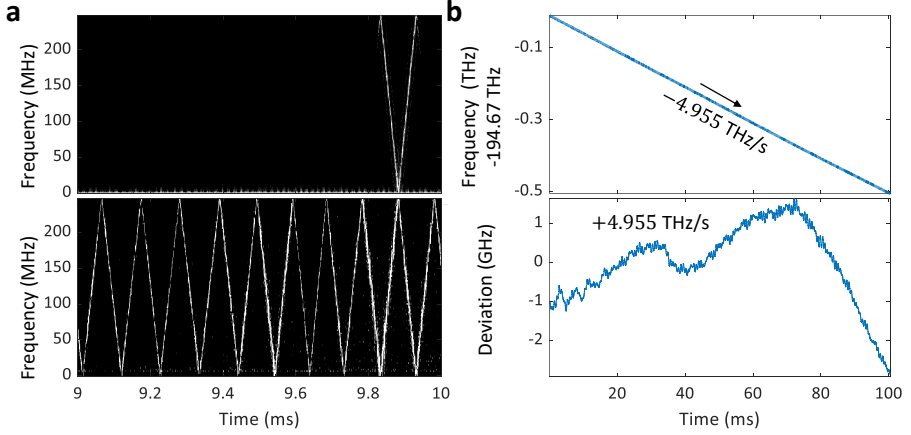 a
Frequency (MHz)
200
150
100
50
0
Frequency (MHz)
200
150
100
50
0
9
9.2
9.4
9.6
9.8
10
Time (ms)
b
Frequency (THz)
-194.67 THz
-0.1
-0.3
-0.5
−4.955 THz/s
Deviation (GHz)
1
0
-1
-2
+4.955 THz/s
20
40
60
80
100
Time (ms)